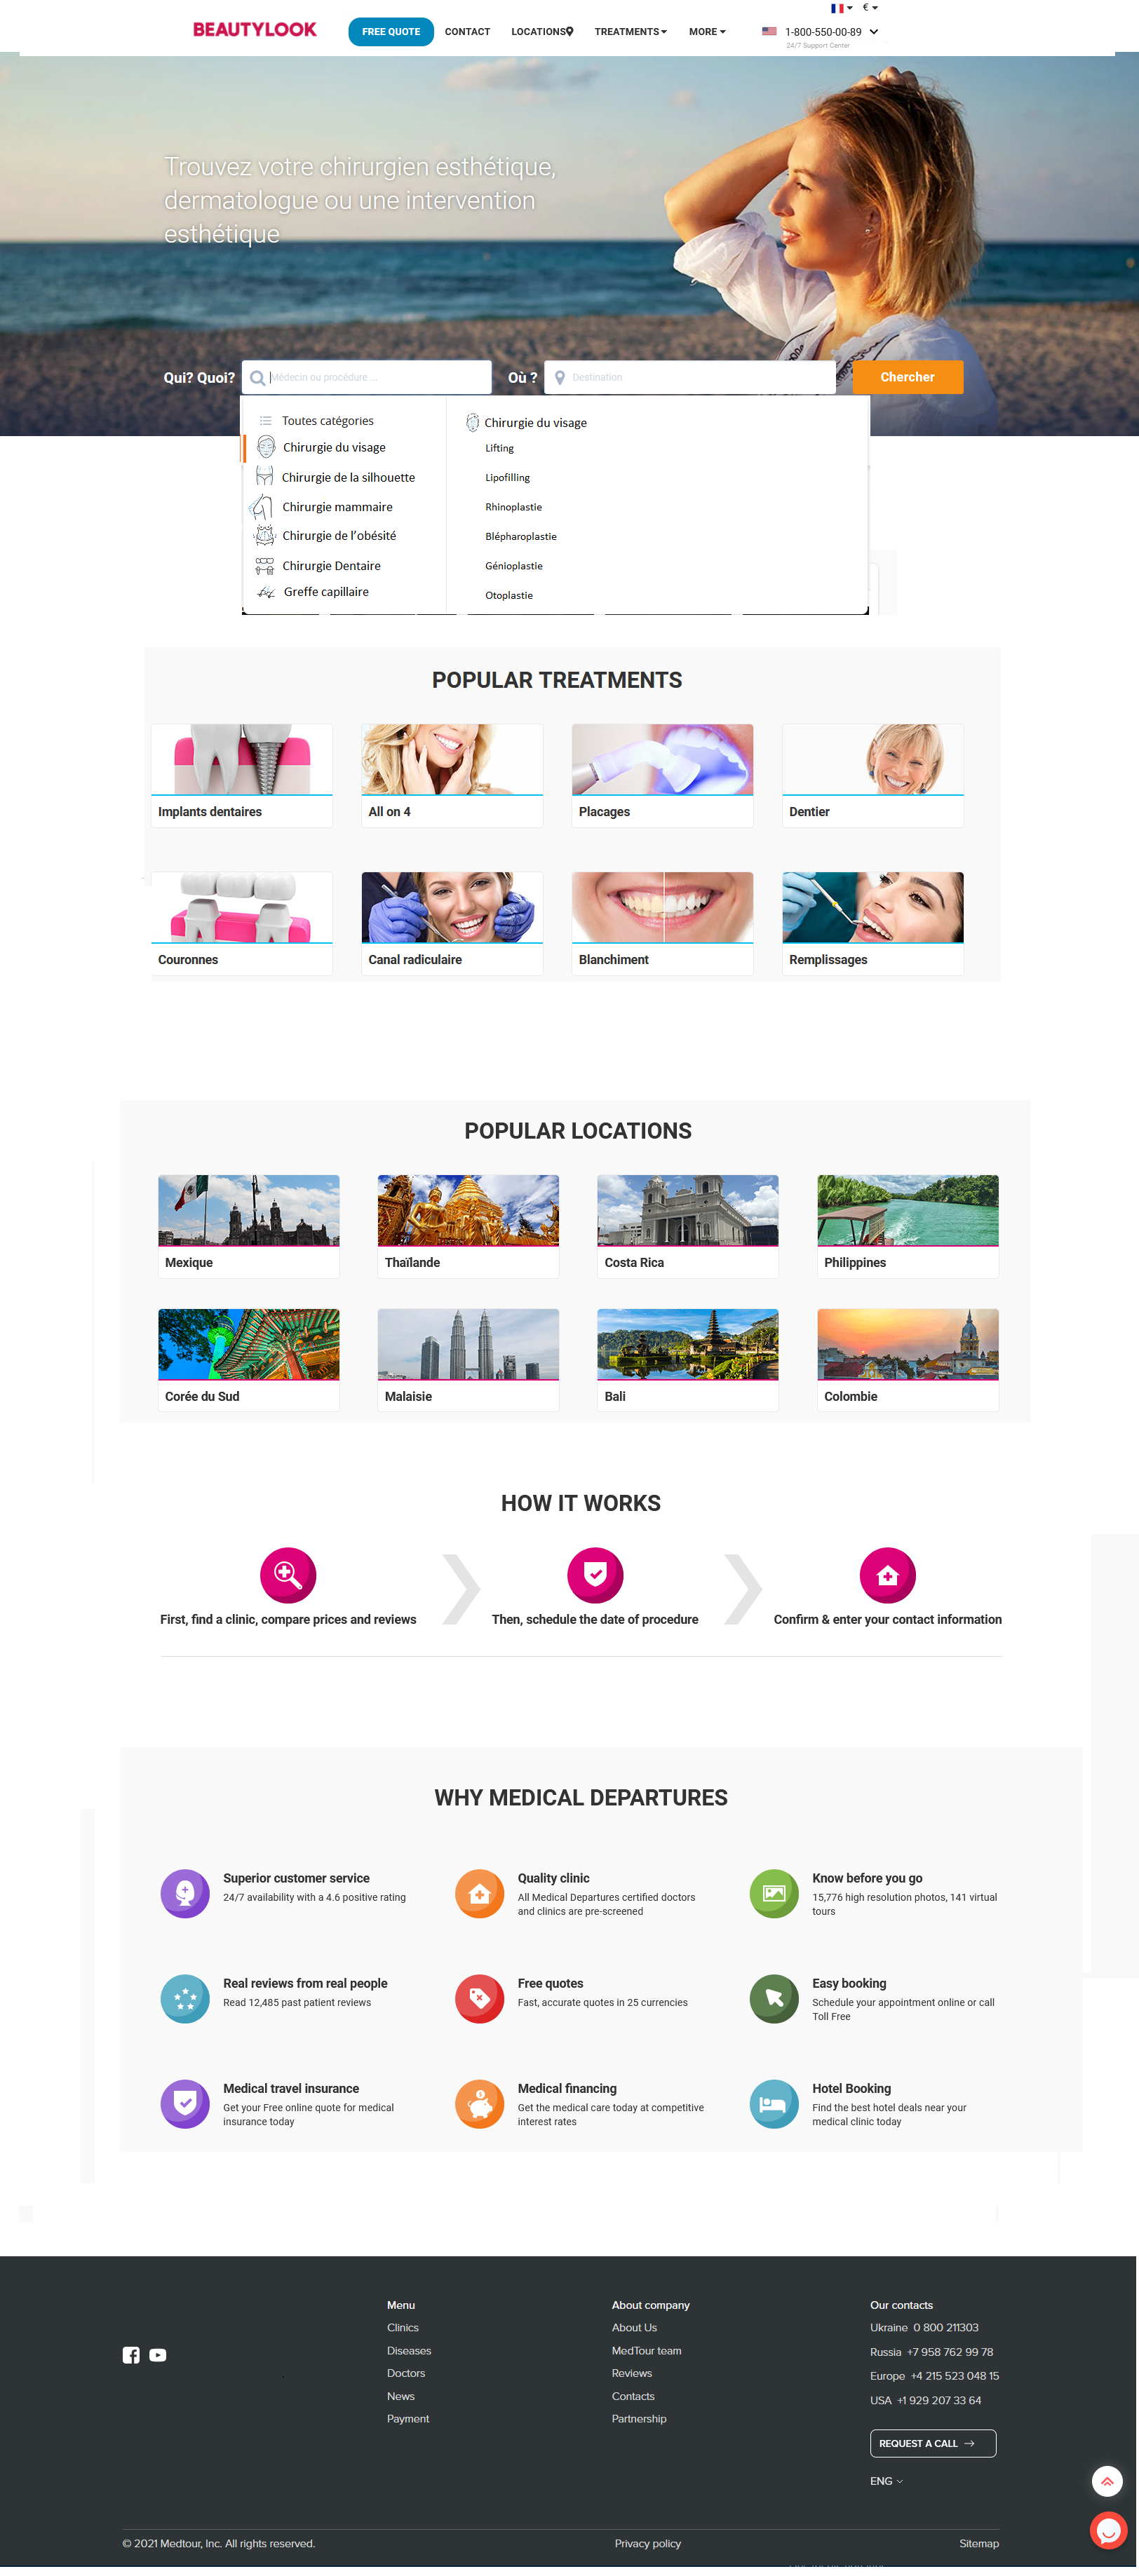 €
BEAUTYLOOK
FREE QUOTE
CONTACT
LOCATIONS
TREATMENTS
MORE
1-800-550-00-89
24/7 Support Center
Trouvez votre chirurgien esthétique,
dermatologue ou une intervention
esthétique
Qui? Quoi?
Médecin ou procédure ...
Où ?
Destination
Chercher
Toutes catégories
Chirurgie du visage
Chirurgie de la silhouette
Chirurgie mammaire
Chirurgie de l'obésité
Chirurgie Dentaire
Greffe capillaire
Chirurgie du visage
Lifting
Lipofilling
Rhinoplastie
Blépharoplastie
Génioplastie
Otoplastie
POPULAR TREATMENTS
Implants dentaires
All on 4
Placages
Dentier
Couronnes
Canal radiculaire
Blanchiment
Remplissages
POPULAR LOCATIONS
Mexique
Thaïlande
Costa Rica
Philippines
Corée du Sud
Malaisie
Bali
Colombie
HOW IT WORKS
First, find a clinic, compare prices and reviews
Then, schedule the date of procedure
Confirm & enter your contact information
WHY MEDICAL DEPARTURES
Superior customer service
24/7 availability with a 4.6 positive rating
Quality clinic
All Medical Departures certified doctors
and clinics are pre-screened
Know before you go
15,776 high resolution photos, 141 virtual
tours
Real reviews from real people
Read 12,485 past patient reviews
Free quotes
Fast, accurate quotes in 25 currencies
Easy booking
Schedule your appointment online or call
Toll Free
Medical travel insurance
Get your Free online quote for medical
insurance today
Medical financing
Get the medical care today at competitive
interest rates
Hotel Booking
Find the best hotel deals near your
medical clinic today
Menu
Clinics
Diseases
Doctors
News
Payment
About company
About Us
MedTour team
Reviews
Contacts
Partnership
Our contacts
Ukraine 0 800 211303
Russia +7 958 762 99 78
Europe +4 215 523 048 15
USA +1 929 207 33 64
REQUEST A CALL
ENG
© 2021 Medtour, Inc. All rights reserved.
Privacy policy
Sitemap